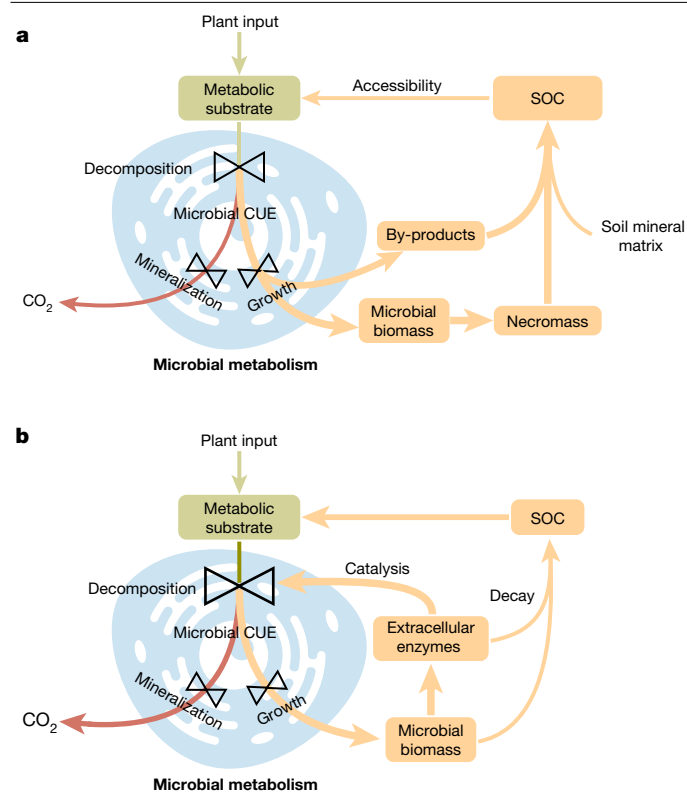 a
Plant input
Metabolic
substrate
Accessibility
SOC
Decomposition
Microbial CUE
By-products
Soil mineral
matrix
Mineralization
Growth
CO₂
Microbial
biomass
Necromass
Microbial metabolism
b
Plant input
Metabolic
substrate
SOC
Decomposition
Catalysis
Decay
Microbial CUE
Extracellular
enzymes
Mineralization
Growth
CO₂
Microbial
biomass
Microbial metabolism